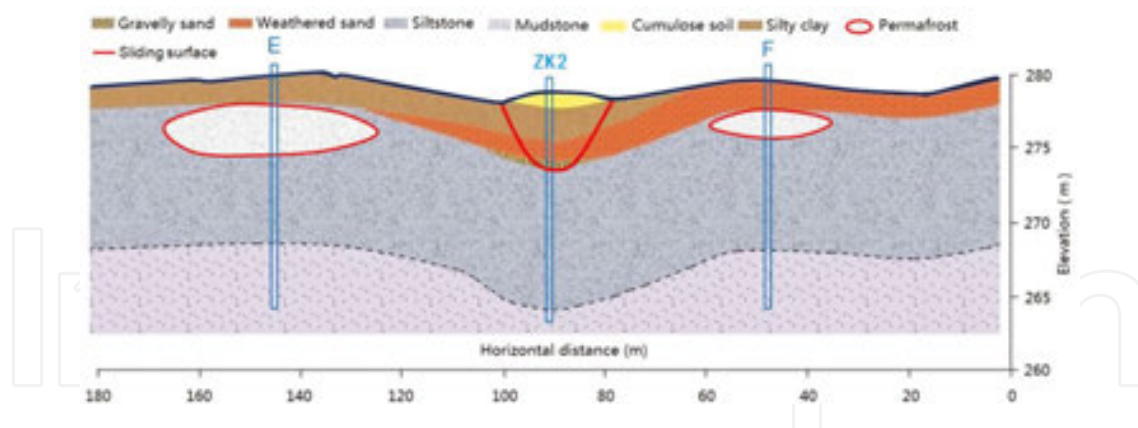 Gravelly sand Weathered sand Siltstone Mudstone Cumulose soil Silty clay Permafrost
Sliding surface
E ZK2 F
280
275
270
265
260
Elevation ( m )
Horizontal distance (m)
180 160 140 120 100 80 60 40 20 0